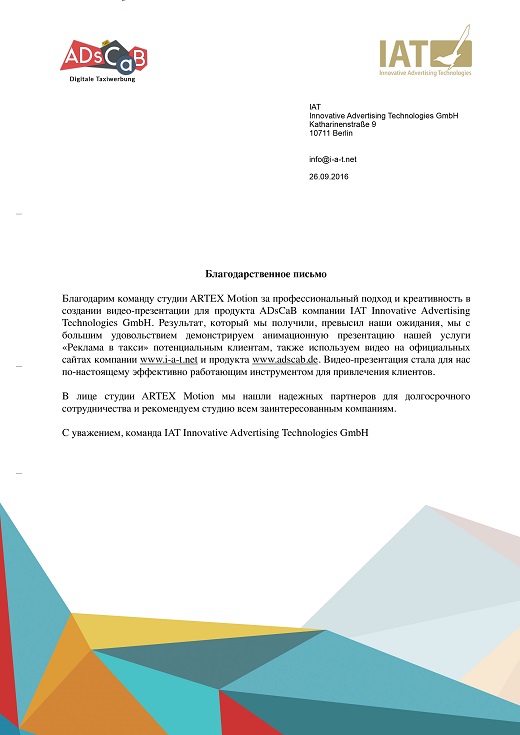 ADsCaB
Digitale Taxiwerbung
IAT
Innovative Advertising Technologies
IAT
Innovative Advertising Technologies GmbH
Katharinenstraße 9
10711 Berlin
info@i-a-t.net
26.09.2016
Благодарственное письмо
Благодарим команду студии ARTEX Motion за профессиональный подход и креативность в
создании видео-презентации для продукта ADsCaB компании IAT Innovative Advertising
Technologies GmbH. Результат, который мы получили, превысил наши ожидания, мы с
большим удовольствием демонстрируем анимационную презентацию нашей услуги
«Реклама в такси» потенциальным клиентам, также используем видео на официальных
сайтах компании www.i-a-t.net и продукта www.adscab.de. Видео-презентация стала для нас
по-настоящему эффективно работающим инструментом для привлечения клиентов.
В лице студии ARTEX Motion мы нашли надежных партнеров для долгосрочного
сотрудничества и рекомендуем студию всем заинтересованным компаниям.
С уважением, команда IAT Innovative Advertising Technologies GmbH